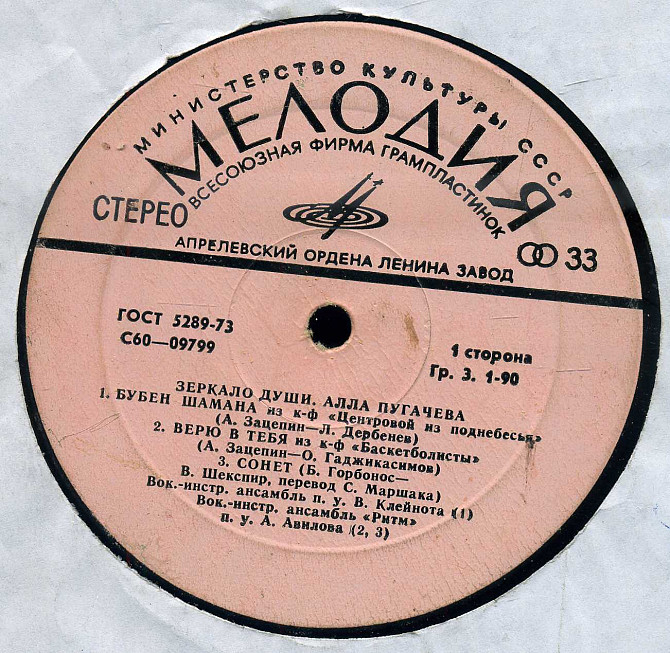 МИНИСТЕРСТВО КУЛЬТУРЫ СССР
МЕЛОДИЯ
ВСЕСОЮЗНАЯ ФИРМА ГРАМПЛАСТИНОК
СТЕРЕО
33
АПРЕЛЕВСКИЙ ОРДЕНА ЛЕНИНА ЗАВОД
ГОСТ 5289-73
С60—09799
1 сторона
Гр. 3. 1-90
ЗЕРКАЛО ДУШИ. АЛЛА ПУГАЧЕВА
1. БУБЕН ШАМАНА из к-ф «Центровой из поднебесья»
(А. Зацепин—Л. Дербенев)
2. ВЕРЮ В ТЕБЯ из к-ф «Баскетболисты»
(А. Зацепин—О. Гаджикасимов)
3. СОНЕТ (Б. Горбонос—
В. Шекспир, перевод С. Маршака)
Вок.-инстр. ансамбль п. у. В. Клейнота (1)
Вок.-инстр. ансамбль «Ритм»
п. у. А. Авилова (2, 3)